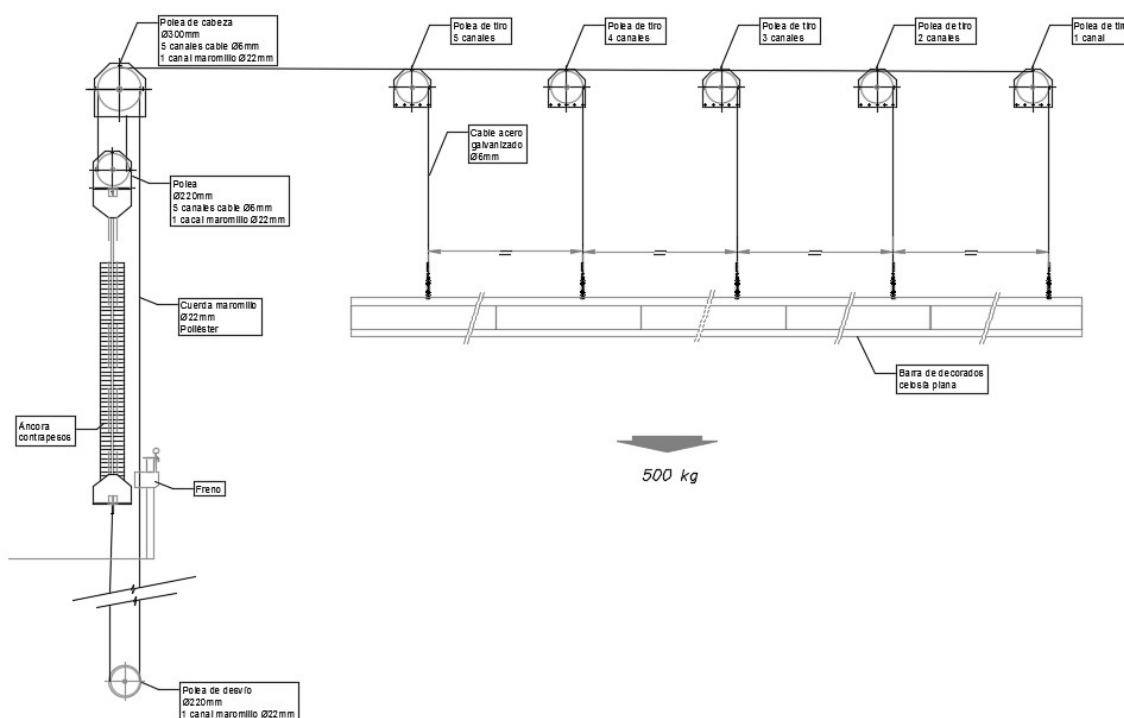 Polea de cabeza
Ø300mm
5 canales cable Ø6mm
1 canal maromillo Ø22mm
Polea de tiro
5 canales
Polea de tiro
4 canales
Polea de tiro
3 canales
Polea de tiro
2 canales
Polea de tir
1 canal
Cable acero
galvanizado
Ø6mm
Polea
Ø220mm
5 canales cable Ø6mm
1 cacal maromillo Ø22mm
Cuerda maromillo
Ø22mm
Poliéster
Barra de decorados
celosía plana
Áncora
contrapesos
500 kg
Freno
Polea de desvío
Ø220mm
1 canal maromillo Ø22mm